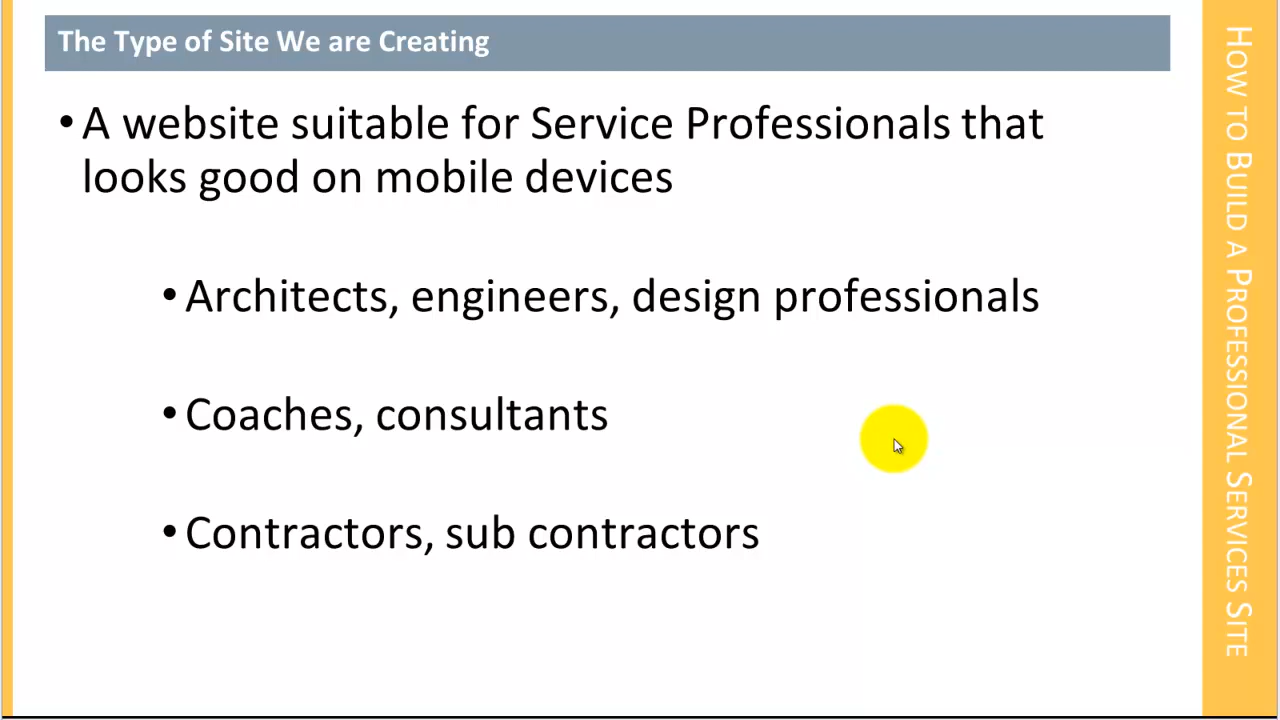 The Type of Site We are Creating
• A website suitable for Service Professionals that
looks good on mobile devices
• Architects, engineers, design professionals
• Coaches, consultants
• Contractors, sub contractors
How to Build a Professional Services Site